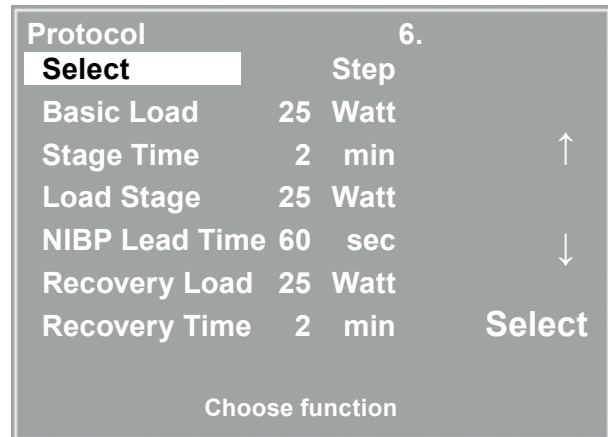 Protocol 6.
Select Step
Basic Load 25 Watt
Stage Time 2 min
↑
Load Stage 25 Watt
NIBP Lead Time 60 sec
↓
Recovery Load 25 Watt
Recovery Time 2 min Select
Choose function